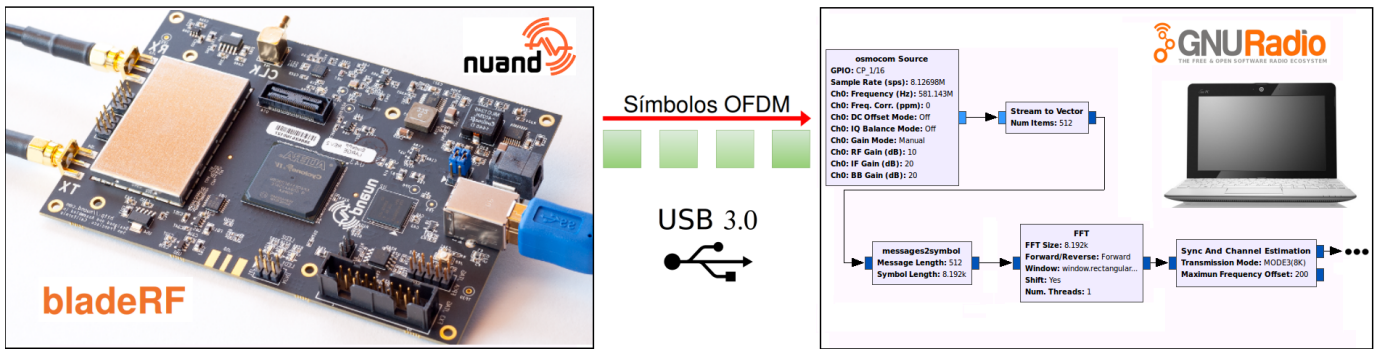 RX
CLK
XT
nuand
nuand
ALTERA
bladeRF
Símbolos OFDM
USB 3.0
GNURadio
THE FREE & OPEN SOFTWARE RADIO ECOSYSTEM
osmocom Source
GPIO: CP_1/16
Sample Rate (sps): 8.12698M
Ch0: Frequency (Hz): 581.143M
Ch0: Freq. Corr. (ppm): 0
Ch0: DC Offset Mode: Off
Ch0: IQ Balance Mode: Off
Ch0: Gain Mode: Manual
Ch0: RF Gain (dB): 10
Ch0: IF Gain (dB): 20
Ch0: BB Gain (dB): 20
Stream to Vector
Num Items: 512
messages2symbol
Message Length: 512
Symbol Length: 8.192k
FFT
FFT Size: 8.192k
Forward/Reverse: Forward
Window: window.rectangular...
Shift: Yes
Num. Threads: 1
Sync And Channel Estimation
Transmission Mode: MODE3(8K)
Maximun Frequency Offset: 200